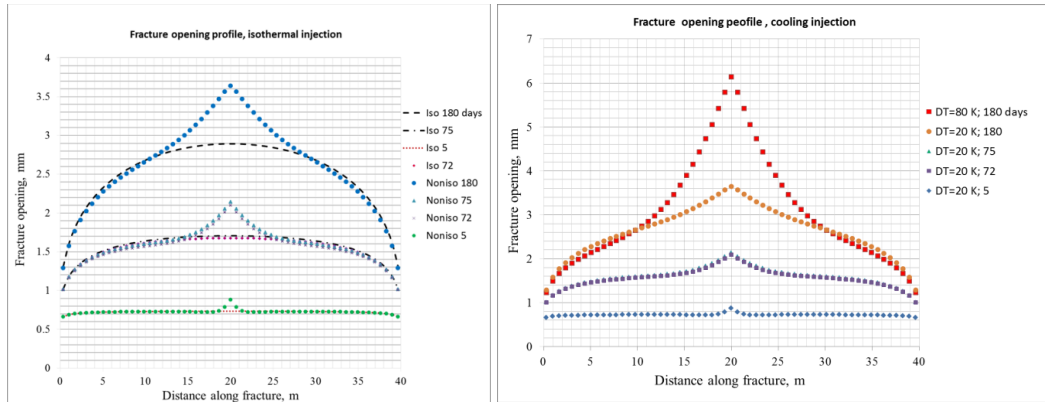 Fracture opening profile, isothermal injection
4
3.5
3
2.5
2
1.5
1
0.5
0
Fracture opening, mm
0
5
10
15
20
25
30
35
40
Distance along fracture, m
Iso 180 days
Iso 75
Iso 5
Iso 72
Noniso 180
Noniso 75
Noniso 72
Noniso 5
Fracture opening peofile , cooling injection
7
6
5
4
3
2
1
0
Fracture opening, mm
0
5
10
15
20
25
30
35
40
Distance along fracture, m
DT=80 K; 180 days
DT=20 K; 180
DT=20 K; 75
DT=20 K; 72
DT=20 K; 5